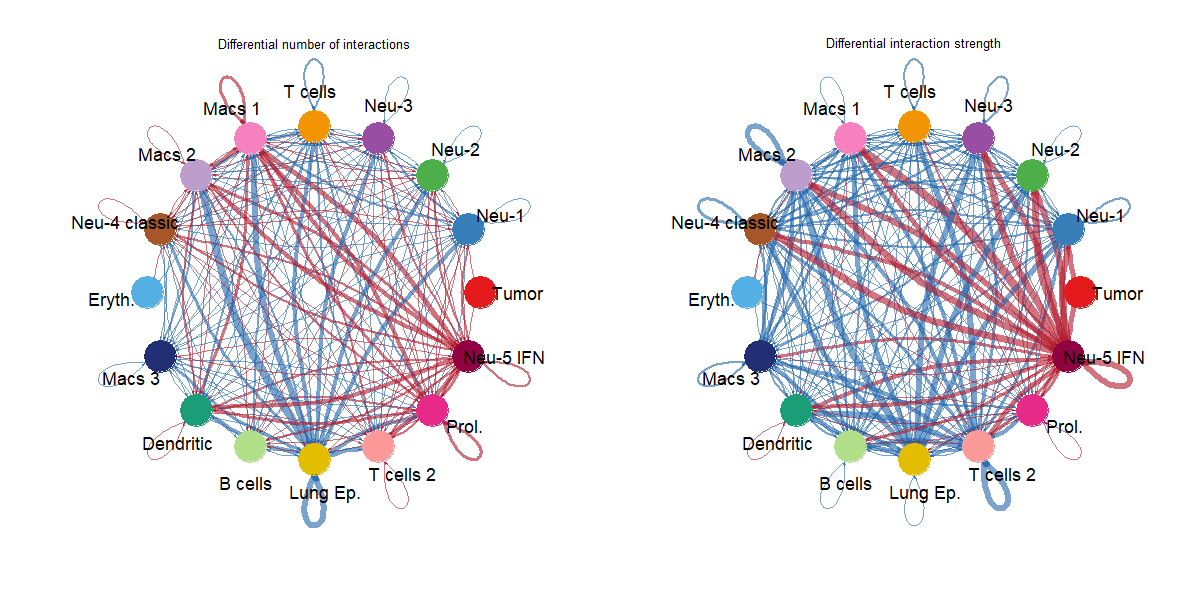 Differential number of interactions
T cells
Macs 1
Neu-3
Macs 2
Neu-2
Neu-4 classic
Neu-1
Eryth.
Tumor
Macs 3
Neu-5 IFN
Dendritic
Prol.
B cells
Lung Ep.
T cells 2
Differential interaction strength
T cells
Macs 1
Neu-3
Macs 2
Neu-2
Neu-4 classic
Neu-1
Eryth.
Tumor
Macs 3
Neu-5 IFN
Dendritic
Prol.
B cells
Lung Ep.
T cells 2